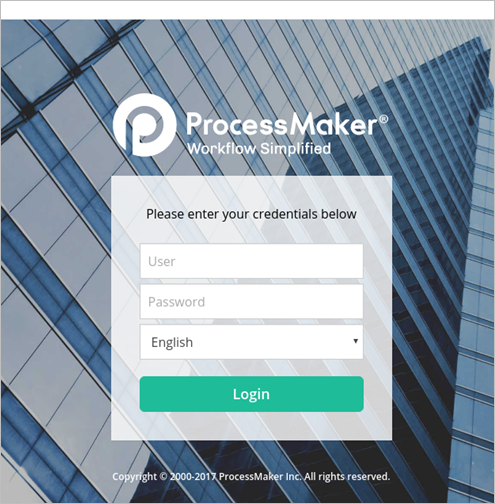 ProcessMaker®
Workflow Simplified
Please enter your credentials below
User
Password
English
Login
Copyright © 2000-2017 ProcessMaker Inc. All rights reserved.